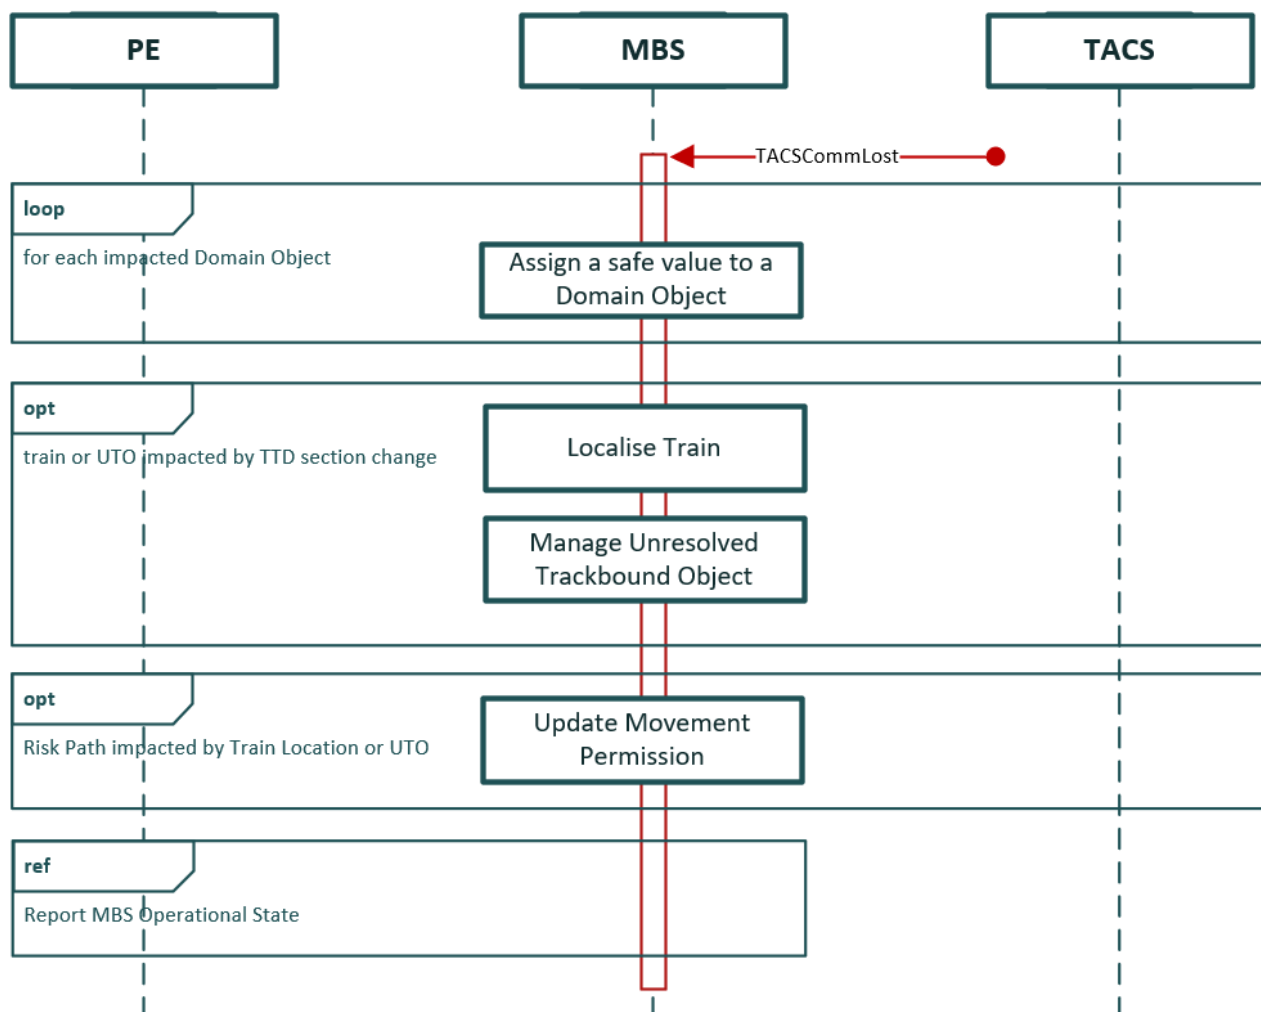 PE
MBS
TACS
TACSCommLost
loop
for each impacted Domain Object
Assign a safe value to a
Domain Object
opt
train or UTO impacted by TTD section change
Localise Train
Manage Unresolved
Trackbound Object
opt
Risk Path impacted by Train Location or UTO
Update Movement
Permission
ref
Report MBS Operational State